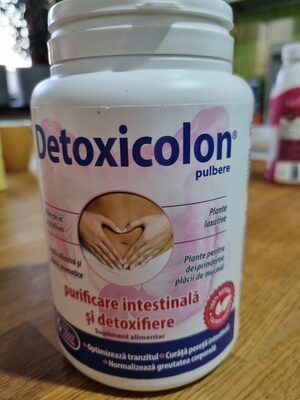 Detoxicolon®
pulbere
Plante
laxative
Plante pentru
desprinderea
plăcii de mucoid
purificare intestinală
și detoxifiere
Supliment alimentar
• Optimizează tranzitul • Curăță pereții intestinali
• Normalizează greutatea corporală